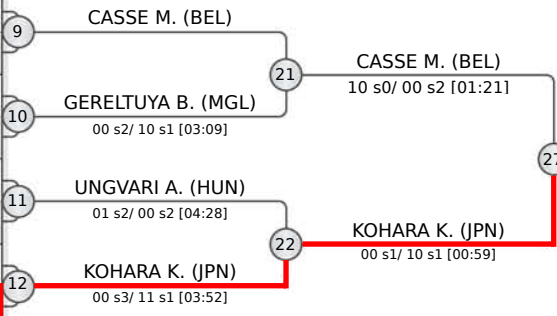 9
CASSE M. (BEL)
21
CASSE M. (BEL)
10 s0/ 00 s2 [01:21]
10
GERELTUYA B. (MGL)
00 s2/ 10 s1 [03:09]
27
11
UNGVARI A. (HUN)
01 s2/ 00 s2 [04:28]
22
KOHARA K. (JPN)
00 s1/ 10 s1 [00:59]
12
KOHARA K. (JPN)
00 s3/ 11 s1 [03:52]